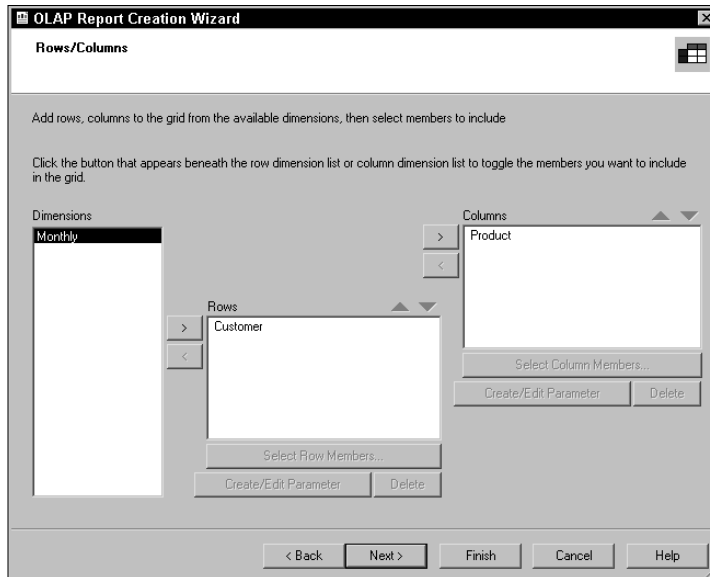 OLAP Report Creation Wizard
Rows/Columns
Add rows, columns to the grid from the available dimensions, then select members to include
Click the button that appears beneath the row dimension list or column dimension list to toggle the members you want to include
in the grid.
Dimensions
Monthly
Columns
>
Product
<
Rows
>
Customer
<
Select Column Members...
Create/Edit Parameter
Delete
Select Row Members...
Create/Edit Parameter
Delete
< Back
Next >
Finish
Cancel
Help